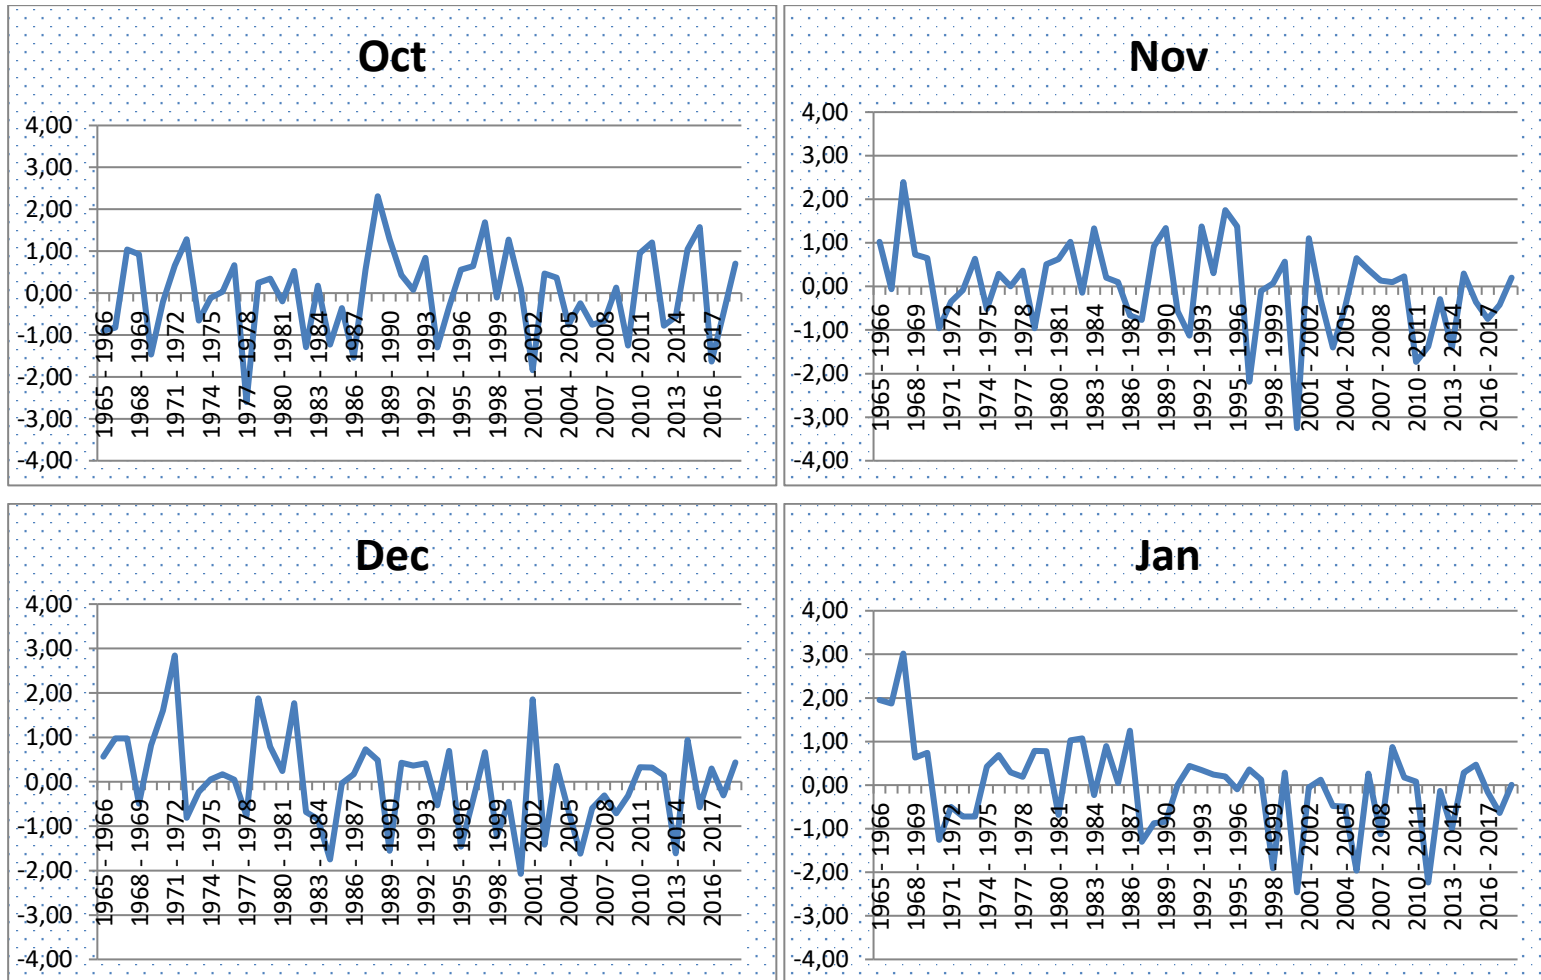 Oct
4,00
3,00
2,00
1,00
0,00
-1,00
-2,00
-3,00
-4,00
1965 - 1966
1968 - 1969
1971 - 1972
1974 - 1975
1977 - 1978
1980 - 1981
1983 - 1984
1986 - 1987
1989 - 1990
1992 - 1993
1995 - 1996
1998 - 1999
2001 - 2002
2004 - 2005
2007 - 2008
2010 - 2011
2013 - 2014
2016 - 2017
Nov
4,00
3,00
2,00
1,00
0,00
-1,00
-2,00
-3,00
-4,00
1965 - 1966
1968 - 1969
1971 - 1972
1974 - 1975
1977 - 1978
1980 - 1981
1983 - 1984
1986 - 1987
1989 - 1990
1992 - 1993
1995 - 1996
1998 - 1999
2001 - 2002
2004 - 2005
2007 - 2008
2010 - 2011
2013 - 2014
2016 - 2017
Dec
4,00
3,00
2,00
1,00
0,00
-1,00
-2,00
-3,00
-4,00
1965 - 1966
1968 - 1969
1971 - 1972
1974 - 1975
1977 - 1978
1980 - 1981
1983 - 1984
1986 - 1987
1989 - 1990
1992 - 1993
1995 - 1996
1998 - 1999
2001 - 2002
2004 - 2005
2007 - 2008
2010 - 2011
2013 - 2014
2016 - 2017
Jan
4,00
3,00
2,00
1,00
0,00
-1,00
-2,00
-3,00
-4,00
1965 - 1966
1968 - 1969
1971 - 1972
1974 - 1975
1977 - 1978
1980 - 1981
1983 - 1984
1986 - 1987
1989 - 1990
1992 - 1993
1995 - 1996
1998 - 1999
2001 - 2002
2004 - 2005
2007 - 2008
2010 - 2011
2013 - 2014
2016 - 2017